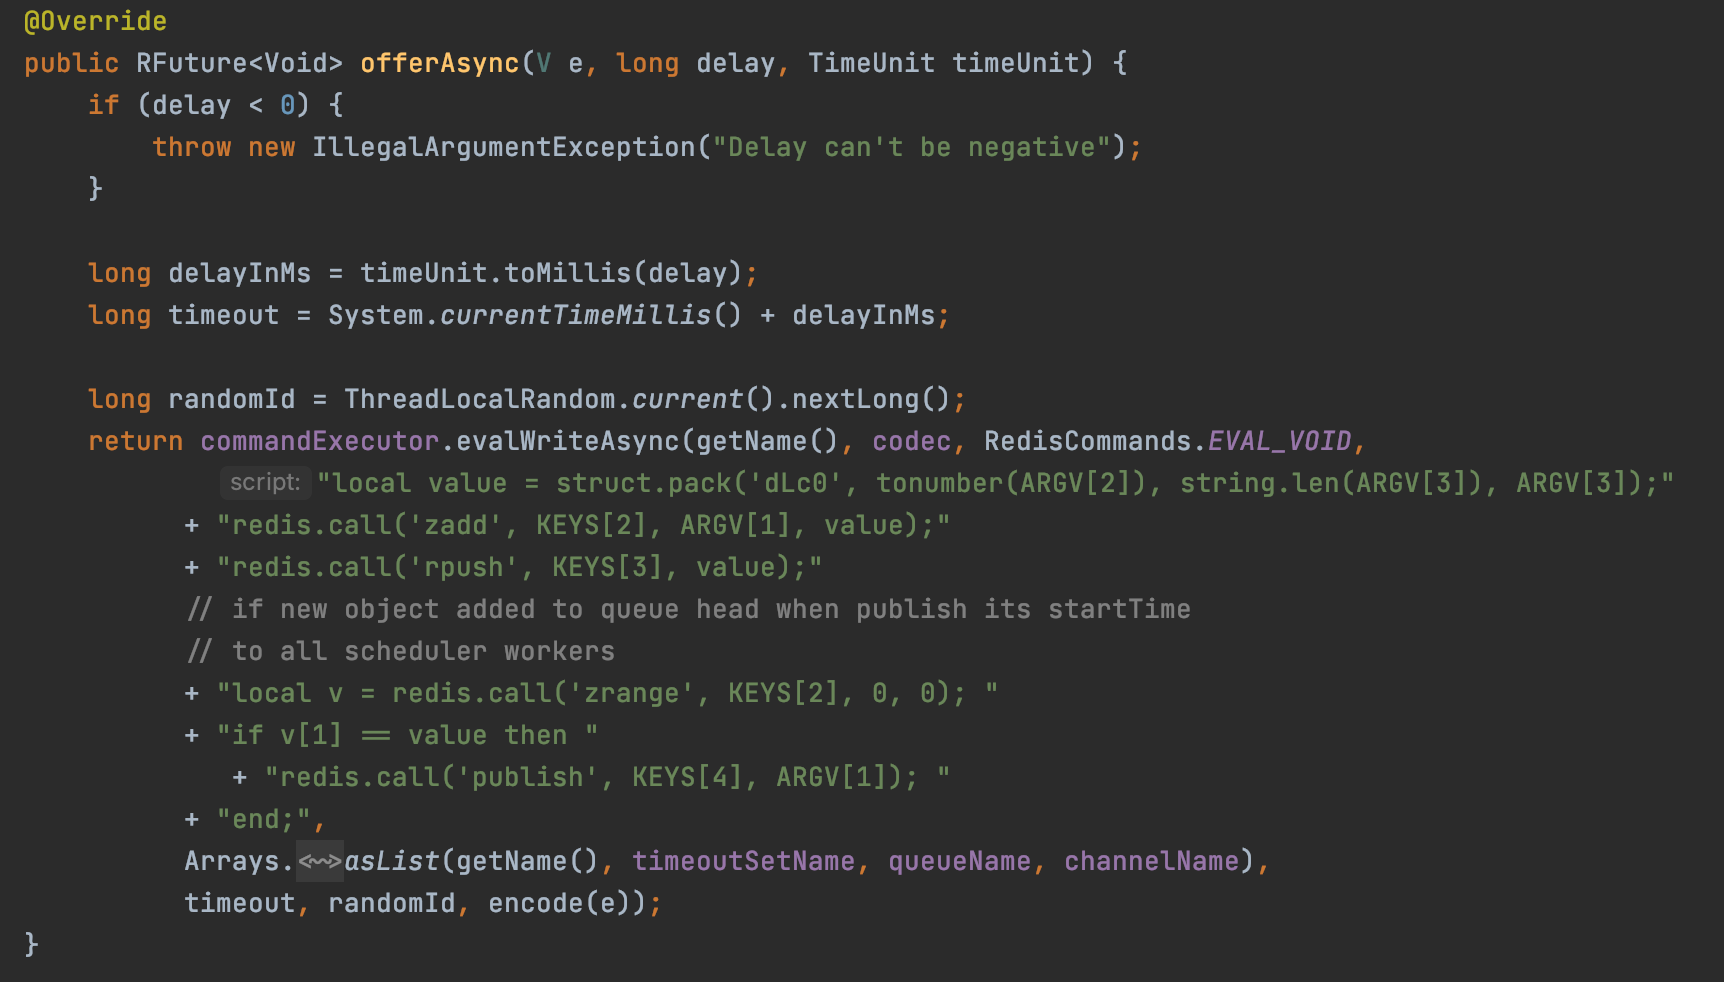 @Override
public RFuture<Void> offerAsync(V e, long delay, TimeUnit timeUnit) {
    if (delay < 0) {
        throw new IllegalArgumentException("Delay can't be negative");
    }

    long delayInMs = timeUnit.toMillis(delay);
    long timeout = System.currentTimeMillis() + delayInMs;

    long randomId = ThreadLocalRandom.current().nextLong();
    return commandExecutor.evalWriteAsync(getName(), codec, RedisCommands.EVAL_VOID,
            script: "local value = struct.pack('dLc0', tonumber(ARGV[2]), string.len(ARGV[3]), ARGV[3]);"
          + "redis.call('zadd', KEYS[2], ARGV[1], value);"
          + "redis.call('rpush', KEYS[3], value);"
          // if new object added to queue head when publish its startTime
          // to all scheduler workers
          + "local v = redis.call('zrange', KEYS[2], 0, 0); "
          + "if v[1] == value then "
             + "redis.call('publish', KEYS[4], ARGV[1]); "
          + "end;",
          Arrays.<~>asList(getName(), timeoutSetName, queueName, channelName),
          timeout, randomId, encode(e));
}